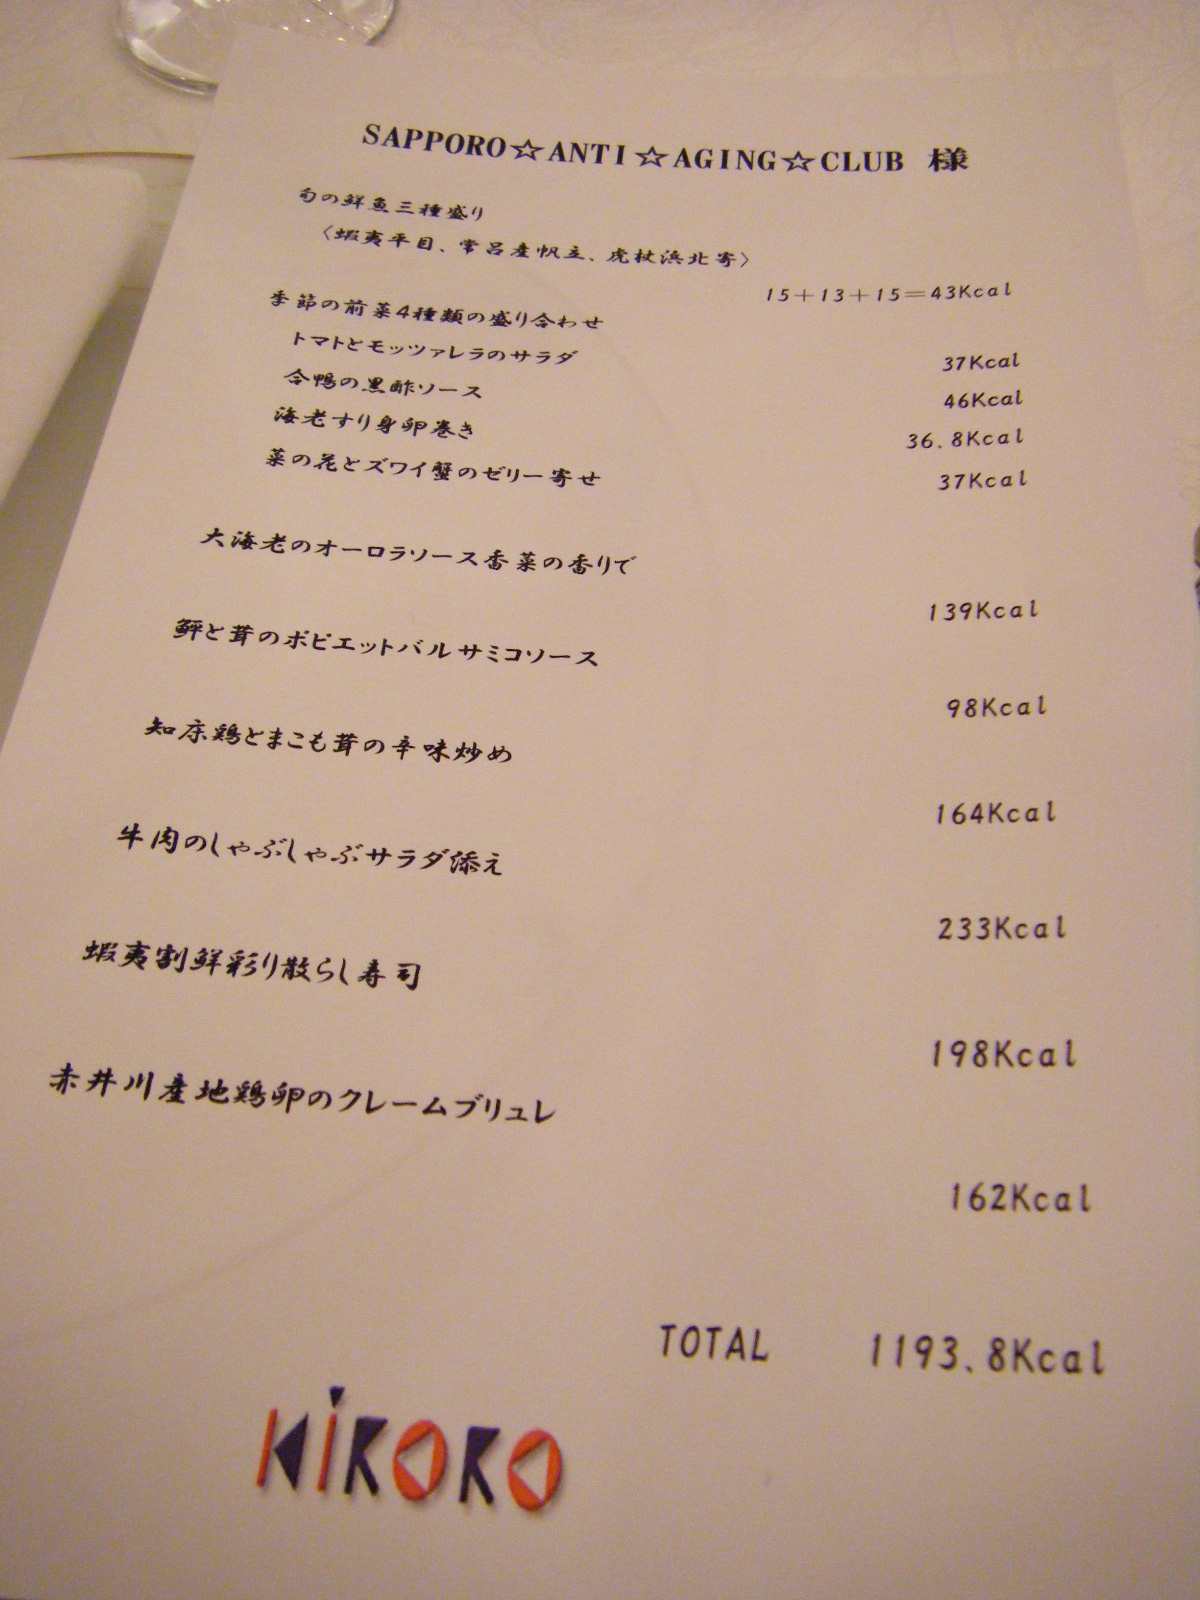 SAPPORO☆ANTI☆AGING☆CLUB 様
旬の鮮魚三種盛り
〈蝦夷平目、常呂産帆立、虎杖浜北寄〉
15+13+15=43Kcal
季節の前菜4種類の盛り合わせ
トマトとモッツァレラのサラダ 37Kcal
合鴨の黒酢ソース 46Kcal
海老すり身卵巻き 36.8Kcal
菜の花とズワイ蟹のゼリー寄せ 37Kcal
大海老のオーロラソース香菜の香りで
139Kcal
鮃と茸のポピエットバルサミコソース
98Kcal
知床鶏とまこも茸の辛味炒め
164Kcal
牛肉のしゃぶしゃぶサラダ添え
233Kcal
蝦夷割鮮彩り散らし寿司
198Kcal
赤井川産地鶏卵のクレームブリュレ
162Kcal
TOTAL 1193.8Kcal
KiRORO